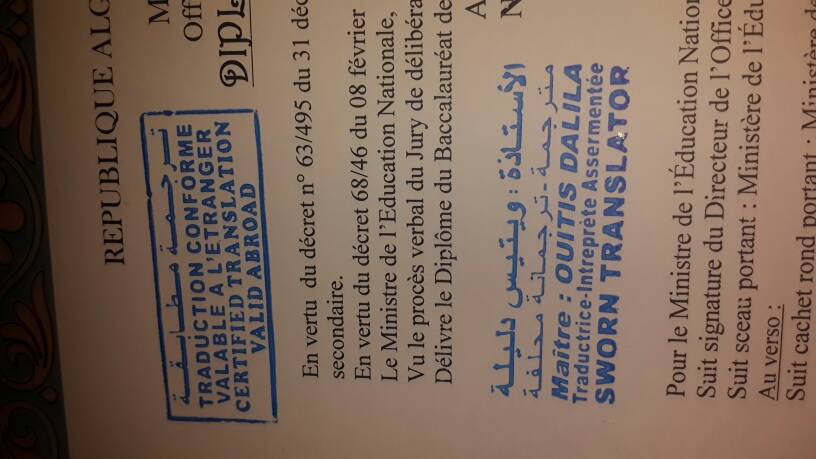 REPUBLIQUE ALG
M
Off
DIPL
ترجمة مطابقة
TRADUCTION CONFORME
VALABLE A L'ETRANGER
CERTIFIED TRANSLATION
VALID ABROAD
En vertu du décret n° 63/495 du 31 déc
secondaire.
En vertu du décret 68/46 du 08 février
Le Ministre de l'Education Nationale,
Vu le procès verbal du Jury de délibéra
Délivre le Diplôme du Baccalauréat de
A
N
الأستاذة : ويتيس دليلة
مترجمة - ترجمانة محلفة
Maître : OUITIS DALILA
Traductrice-Intreprète Assermentée
SWORN TRANSLATOR
Pour le Ministre de l'Éducation Nation
Suit signature du Directeur de l'Office
Suit sceau portant : Ministère de l'Édu
Au verso :
Suit cachet rond portant : Ministère de